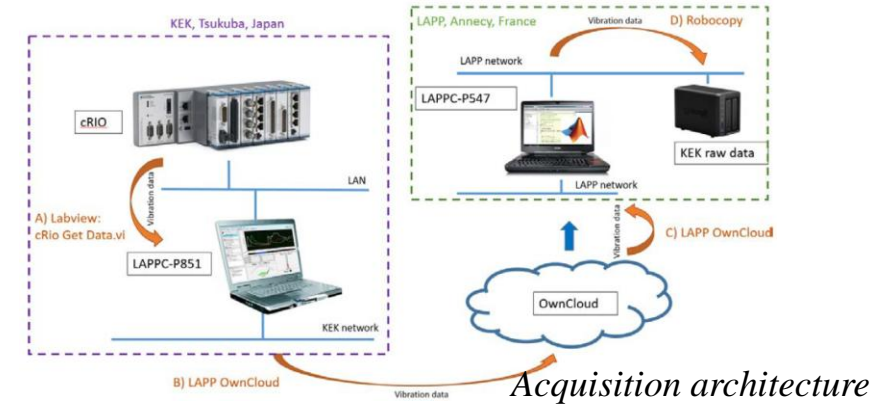 KEK, Tsukuba, Japan
cRIO
LAN
Vibration data
A) Labview:
cRio Get Data.vi
LAPPC-P851
KEK network
B) LAPP OwnCloud
Vibration data
LAPP, Annecy, France
Vibration data
D) Robocopy
LAPP network
LAPPC-P547
KEK raw data
LAPP network
Vibration data
C) LAPP OwnCloud
OwnCloud
Acquisition architecture